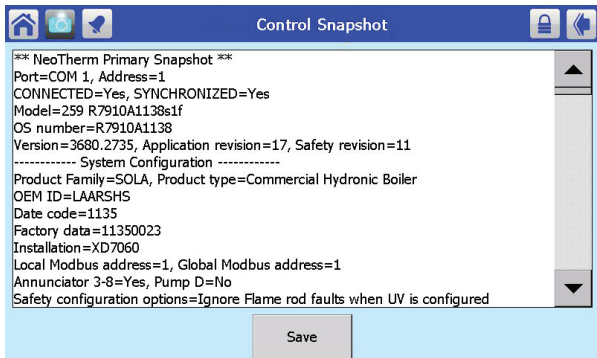 Control Snapshot
** NeoTherm Primary Snapshot **
Port=COM 1, Address=1
CONNECTED=Yes, SYNCHRONIZED=Yes
Model=259 R7910A1138s1f
OS number=R7910A1138
Version=3680.2735, Application revision=17, Safety revision=11
------------ System Configuration ------------
Product Family=SOLA, Product type=Commercial Hydronic Boiler
OEM ID=LAARSHS
Date code=1135
Factory data=11350023
Installation=XD7060
Local Modbus address=1, Global Modbus address=1
Annunciator 3-8=Yes, Pump D=No
Safety configuration options=Ignore Flame rod faults when UV is configured
Save